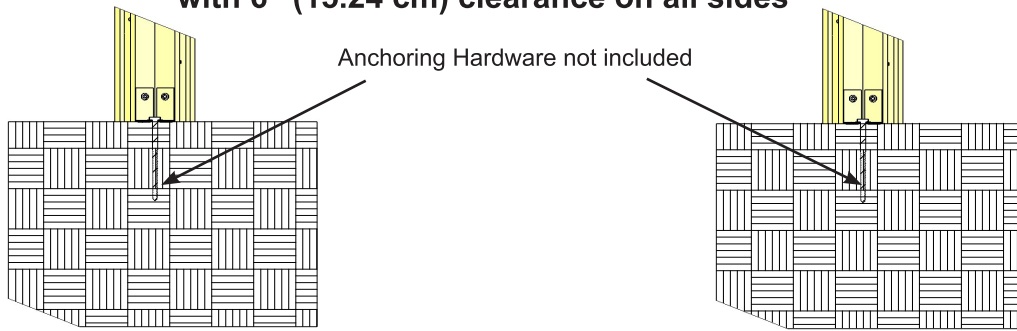 with 6" (15.24 cm) clearance on all sides
Anchoring Hardware not included